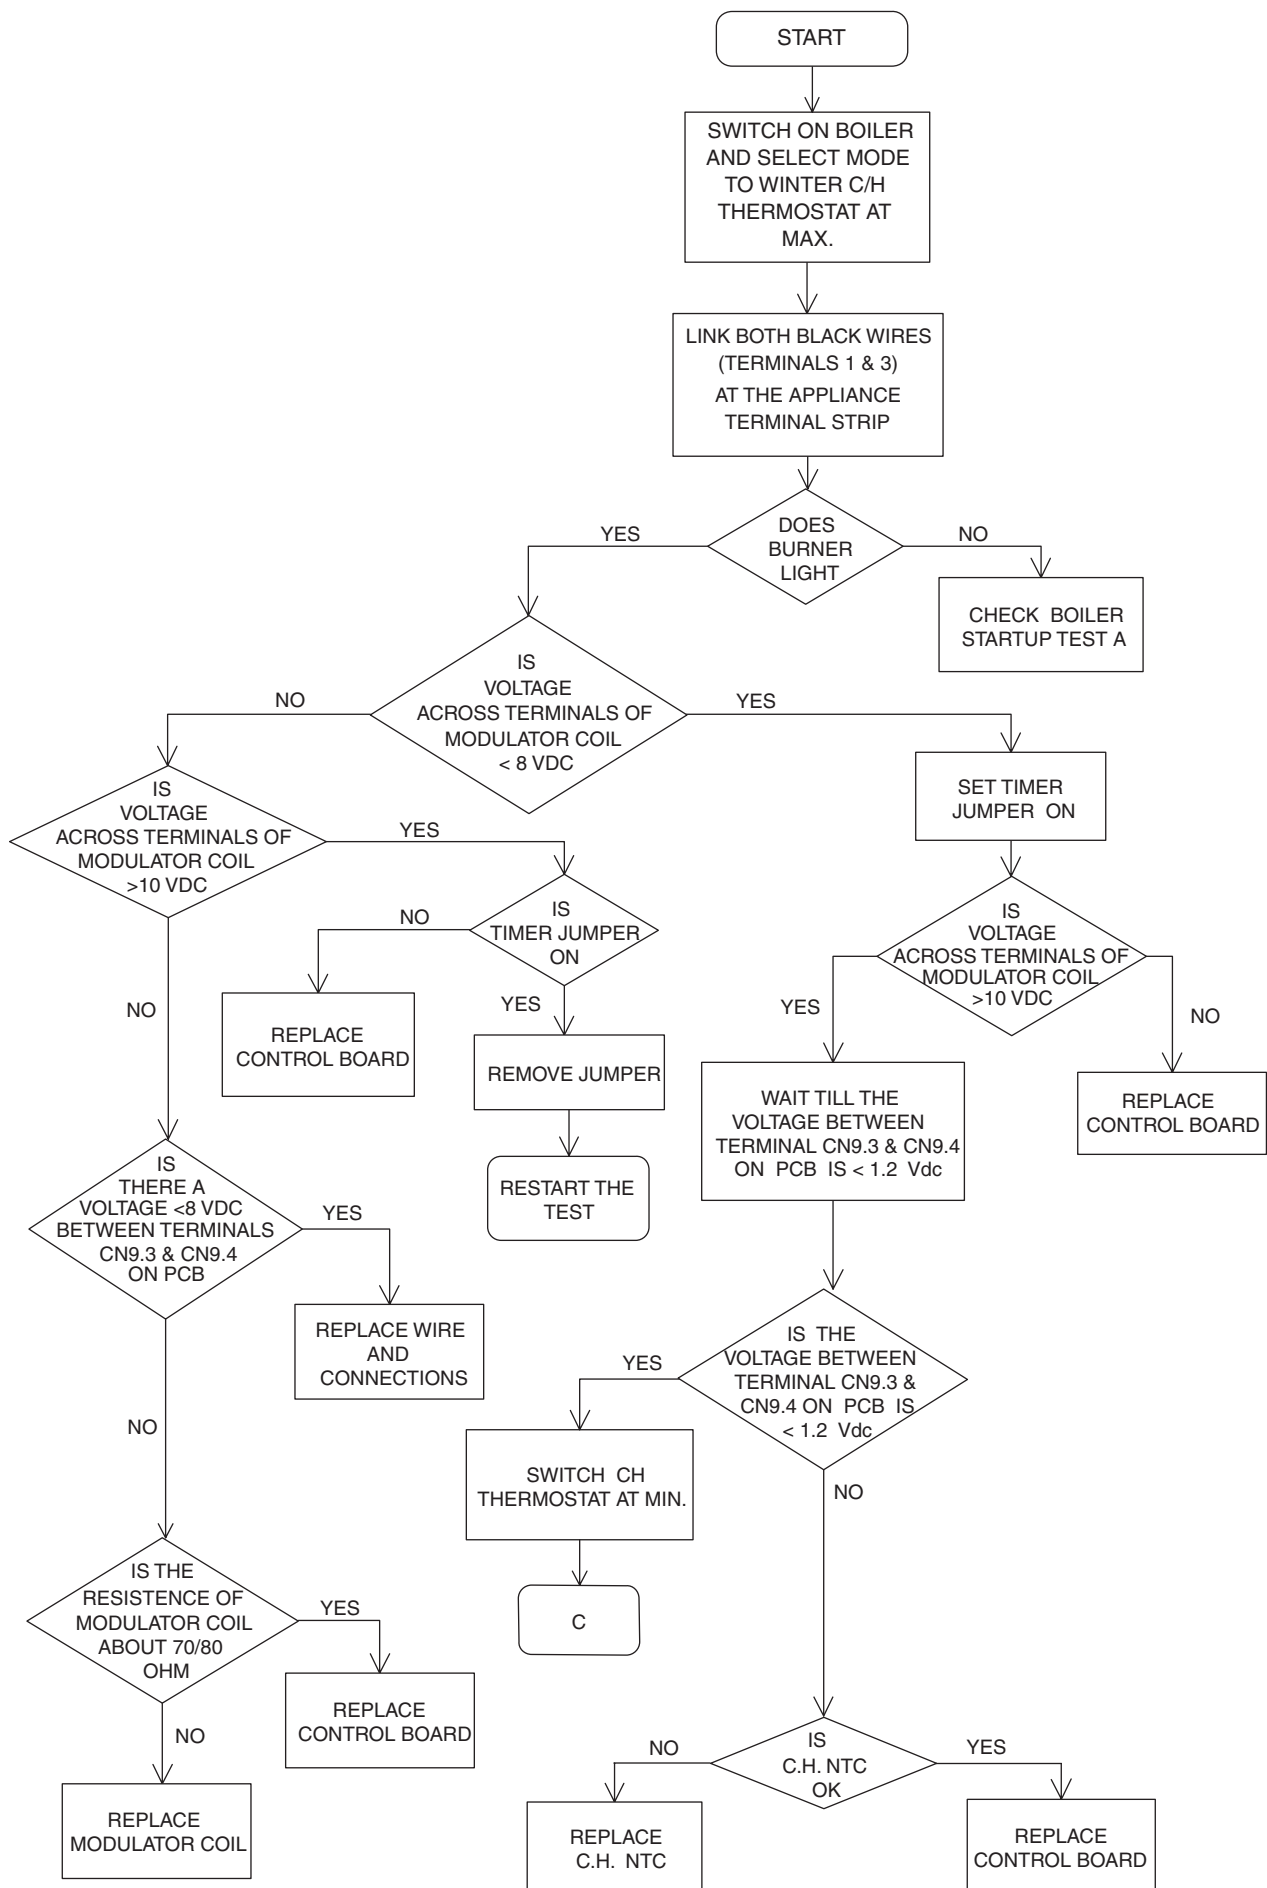 START
SWITCH ON BOILER
AND SELECT MODE
TO WINTER C/H
THERMOSTAT AT
MAX.
LINK BOTH BLACK WIRES
(TERMINALS 1 & 3)
AT THE APPLIANCE
TERMINAL STRIP
DOES
BURNER
LIGHT
YES
NO
CHECK BOILER
STARTUP TEST A
IS
VOLTAGE
ACROSS TERMINALS OF
MODULATOR COIL
< 8 VDC
NO
YES
IS
VOLTAGE
ACROSS TERMINALS OF
MODULATOR COIL
>10 VDC
YES
SET TIMER
JUMPER ON
IS
TIMER JUMPER
ON
NO
YES
NO
REPLACE
CONTROL BOARD
REMOVE JUMPER
RESTART THE
TEST
IS
VOLTAGE
ACROSS TERMINALS OF
MODULATOR COIL
>10 VDC
YES
NO
WAIT TILL THE
VOLTAGE BETWEEN
TERMINAL CN9.3 & CN9.4
ON PCB IS < 1.2 Vdc
REPLACE
CONTROL BOARD
IS
THERE A
VOLTAGE <8 VDC
BETWEEN TERMINALS
CN9.3 & CN9.4
ON PCB
YES
REPLACE WIRE
AND
CONNECTIONS
NO
IS THE
VOLTAGE BETWEEN
TERMINAL CN9.3 &
CN9.4 ON PCB IS
< 1.2 Vdc
YES
SWITCH CH
THERMOSTAT AT MIN.
C
NO
IS THE
RESISTENCE OF
MODULATOR COIL
ABOUT 70/80
OHM
YES
REPLACE
CONTROL BOARD
NO
REPLACE
MODULATOR COIL
IS
C.H. NTC
OK
NO
YES
REPLACE
C.H. NTC
REPLACE
CONTROL BOARD